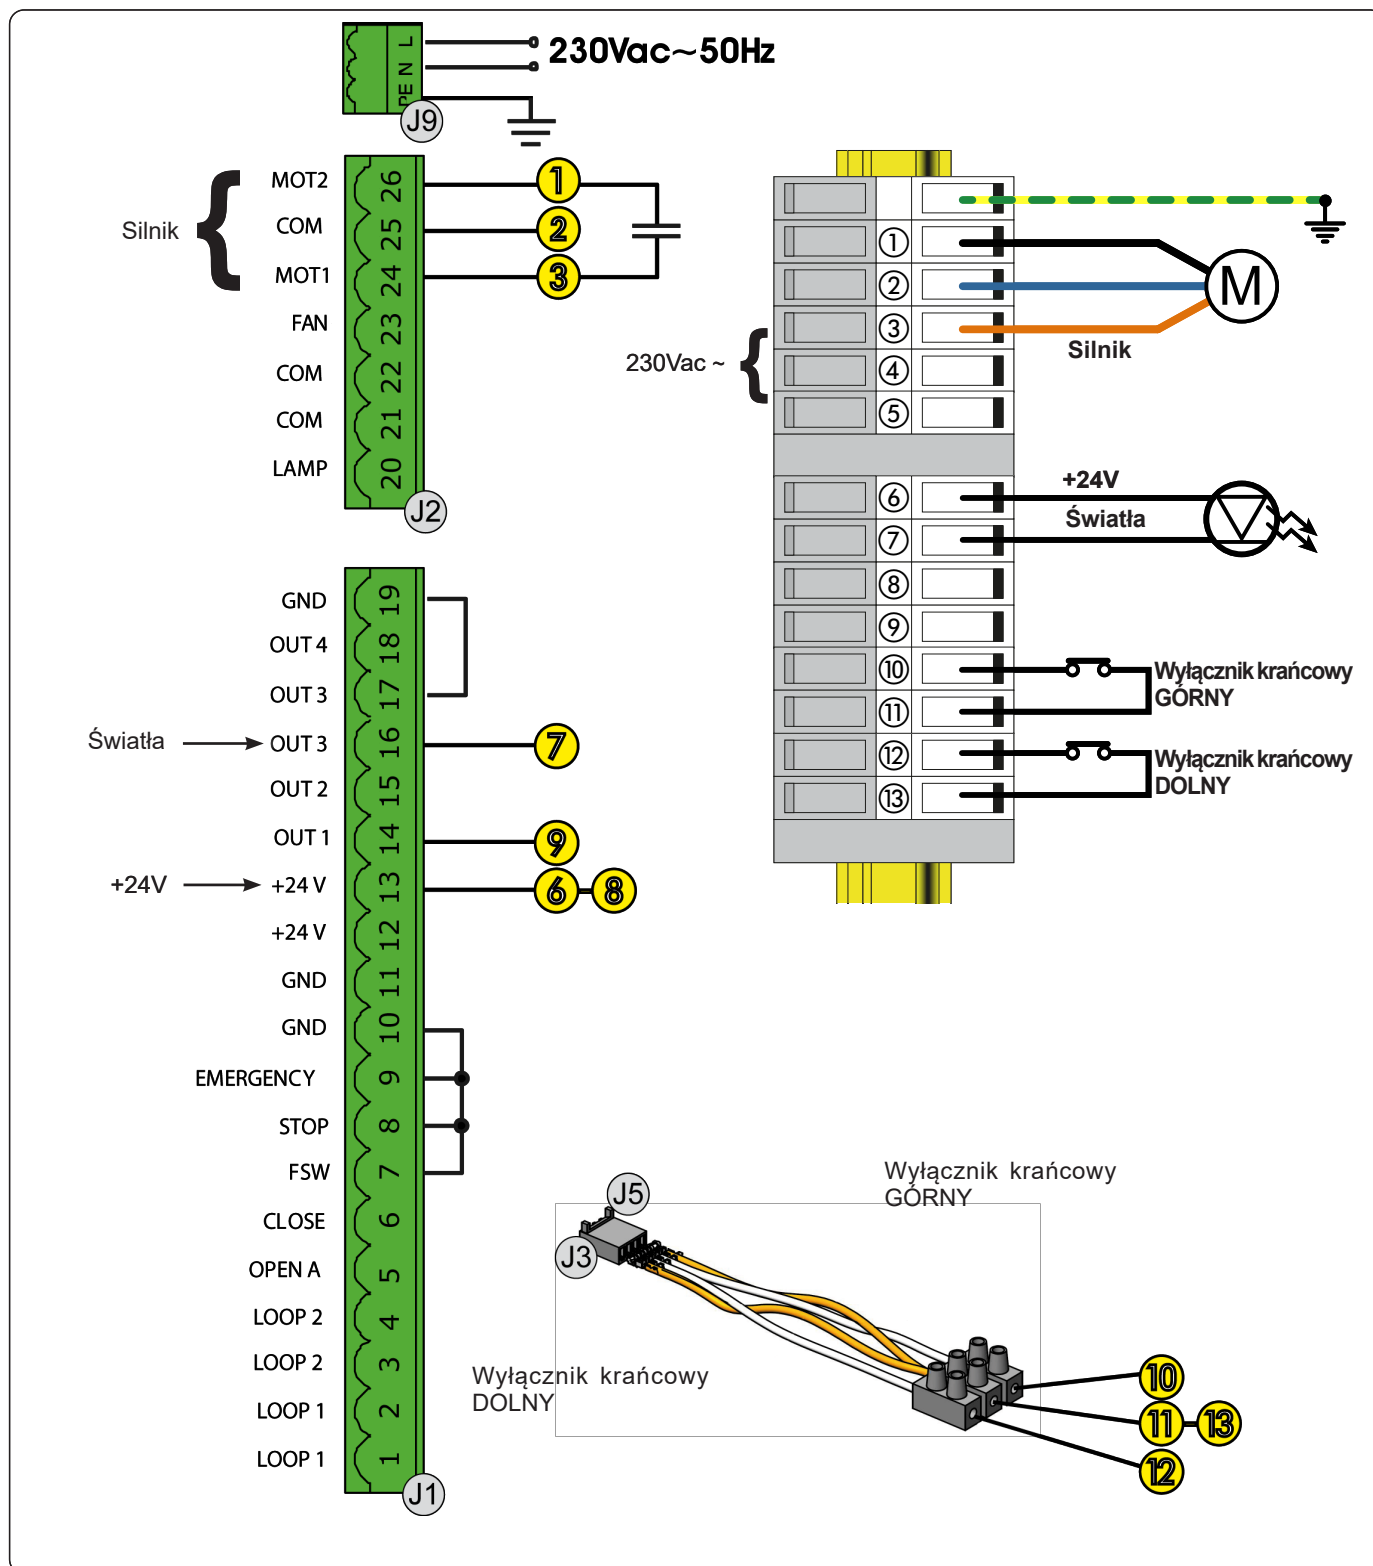 L
N
PE
230Vac~50Hz
J9
Silnik
MOT2 26 1
COM 25 2
MOT1 24 3
FAN 23
COM 22
COM 21
LAMP 20
J2
GND 19
OUT 4 18
OUT 3 17
Światła OUT 3 16 7
OUT 2 15
OUT 1 14 9
+24V +24 V 13 6 8
+24 V 12
GND 11
GND 10
EMERGENCY 9
STOP 8
FSW 7
CLOSE 6
OPEN A 5
LOOP 2 4
LOOP 2 3
LOOP 1 2
LOOP 1 1
J1
1
2
M
3
Silnik
230Vac ~
4
5
6
+24V
Światła
7
8
9
10
Wyłącznik krańcowy
GÓRNY
11
12
Wyłącznik krańcowy
DOLNY
13
Wyłącznik krańcowy
GÓRNY
J5
J3
Wyłącznik krańcowy
DOLNY
10
11 13
12